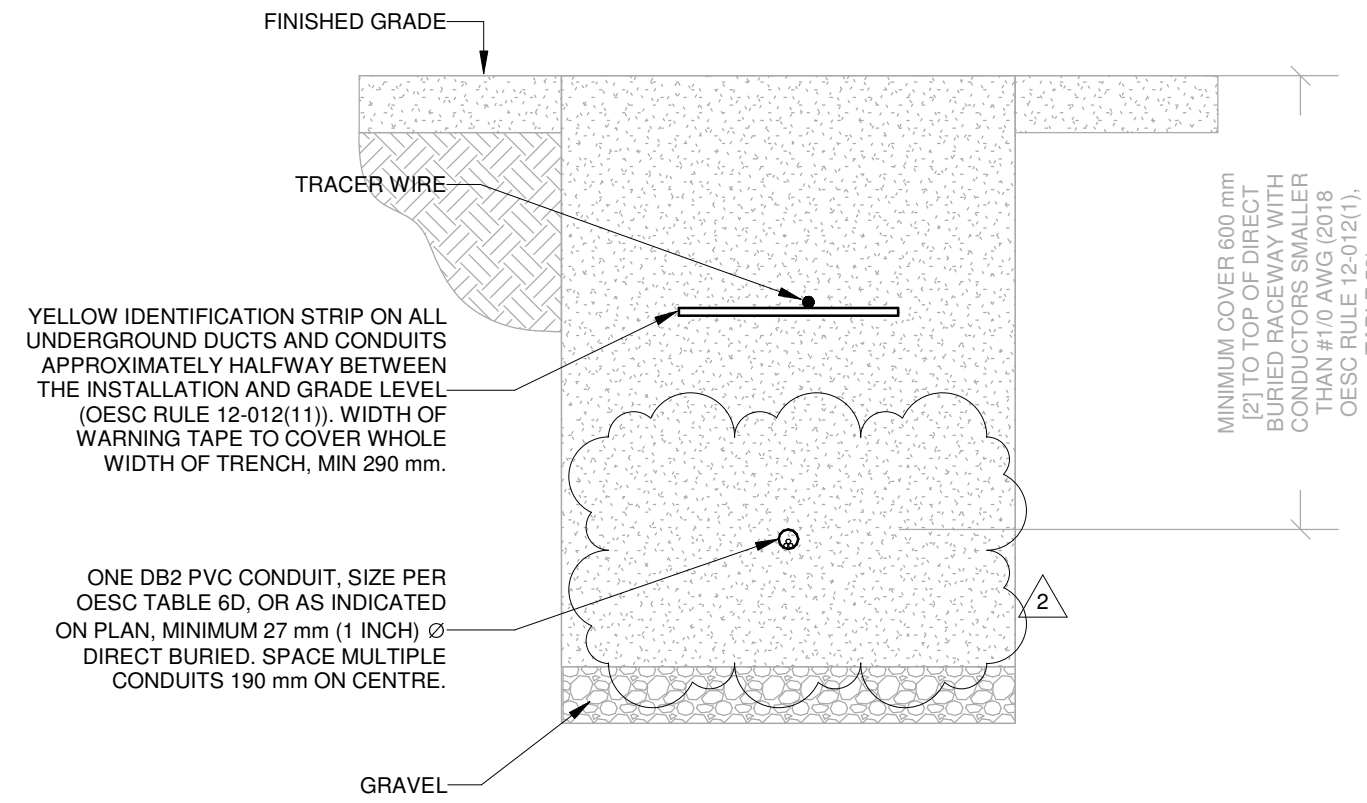 FINISHED GRADE
TRACER WIRE
YELLOW IDENTIFICATION STRIP ON ALL
UNDERGROUND DUCTS AND CONDUITS
APPROXIMATELY HALFWAY BETWEEN
THE INSTALLATION AND GRADE LEVEL
(OESC RULE 12-012(11)). WIDTH OF
WARNING TAPE TO COVER WHOLE
WIDTH OF TRENCH, MIN 290 mm.
ONE DB2 PVC CONDUIT, SIZE PER
OESC TABLE 6D, OR AS INDICATED
ON PLAN, MINIMUM 27 mm (1 INCH) Ø
DIRECT BURIED. SPACE MULTIPLE
CONDUITS 190 mm ON CENTRE.
GRAVEL
2
MINIMUM COVER 600 mm
[2'] TO TOP OF DIRECT
BURIED RACEWAY WITH
CONDUCTORS SMALLER
THAN #1/0 AWG (2018
OESC RULE 12-012(1),